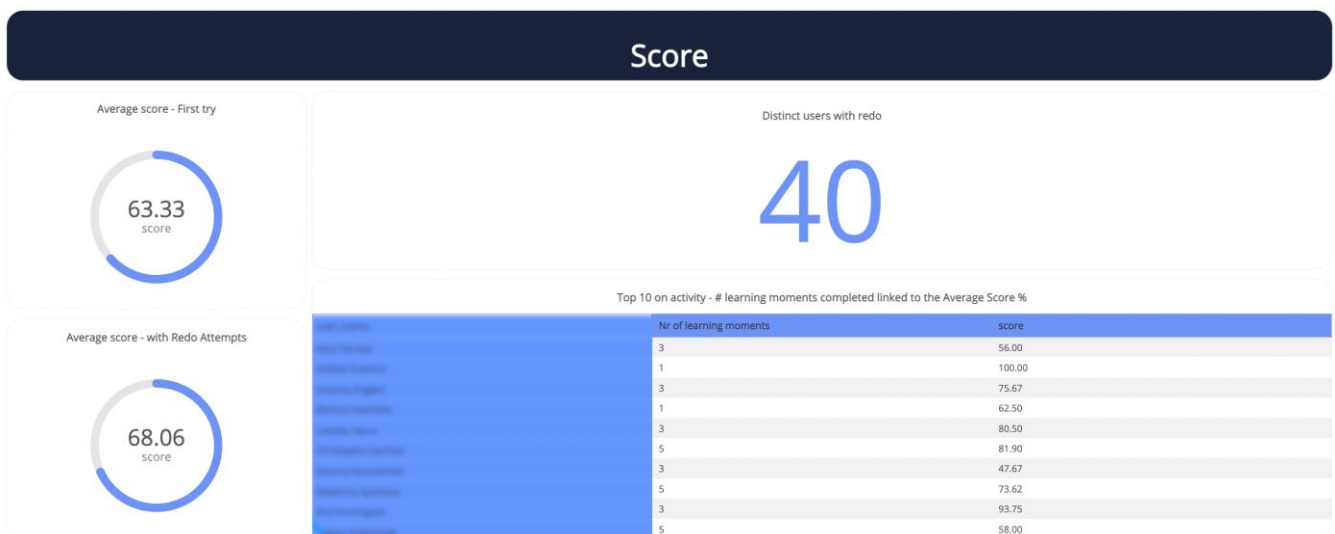 Score
Average score - First try
63.33
score
Distinct users with redo
40
Average score - with Redo Attempts
68.06
score
Top 10 on activity - # learning moments completed linked to the Average Score %
Nr of learning moments score
3 56.00
1 100.00
3 75.67
1 62.50
3 80.50
5 81.90
3 47.67
5 73.62
3 93.75
5 58.00